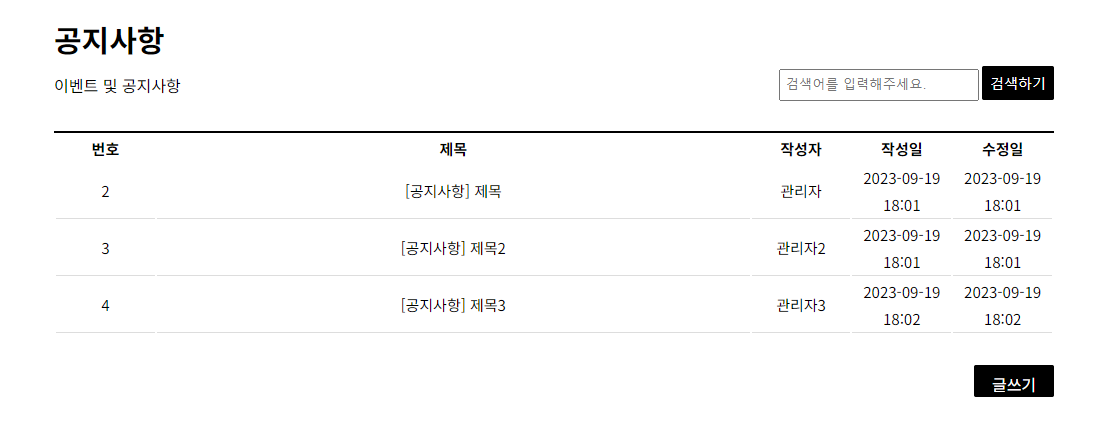 공지사항
이벤트 및 공지사항
검색어를 입력해주세요.
검색하기
번호 제목 작성자 작성일 수정일
2 [공지사항] 제목 관리자 2023-09-19 18:01 2023-09-19 18:01
3 [공지사항] 제목2 관리자2 2023-09-19 18:01 2023-09-19 18:01
4 [공지사항] 제목3 관리자3 2023-09-19 18:02 2023-09-19 18:02
글쓰기